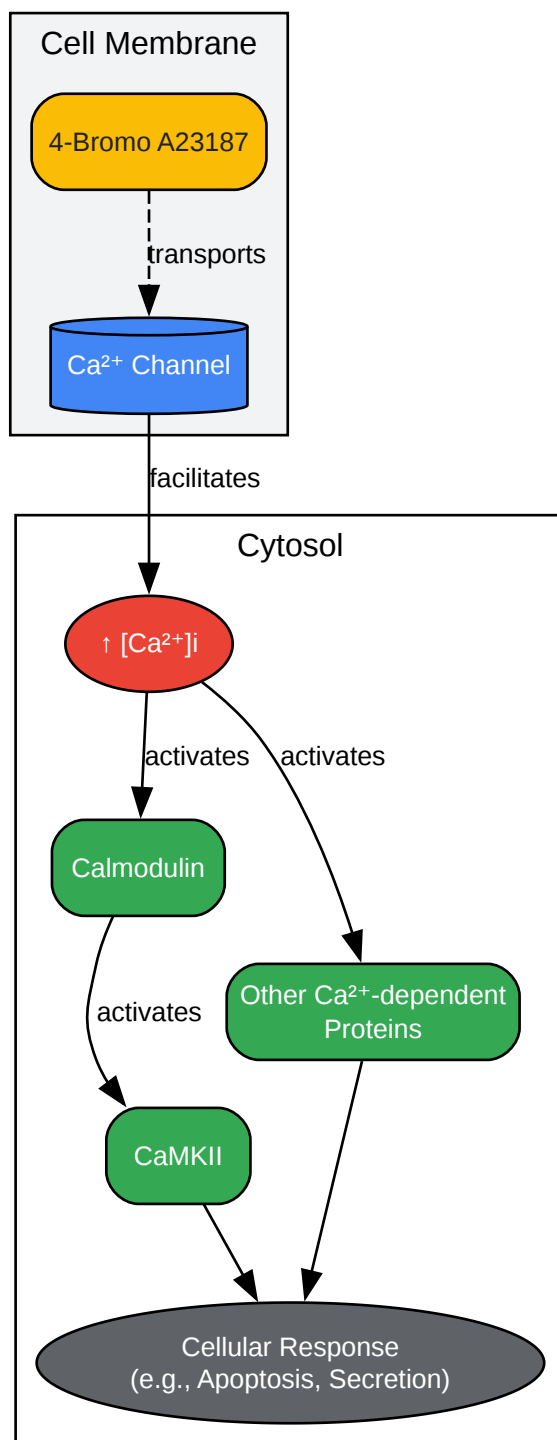 Cell Membrane
4-Bromo A23187
transports
Ca²⁺ Channel
facilitates
Cytosol
↑ [Ca²⁺]i
activates
activates
Calmodulin
Other Ca²⁺-dependent
Proteins
activates
CaMKII
Cellular Response
(e.g., Apoptosis, Secretion)